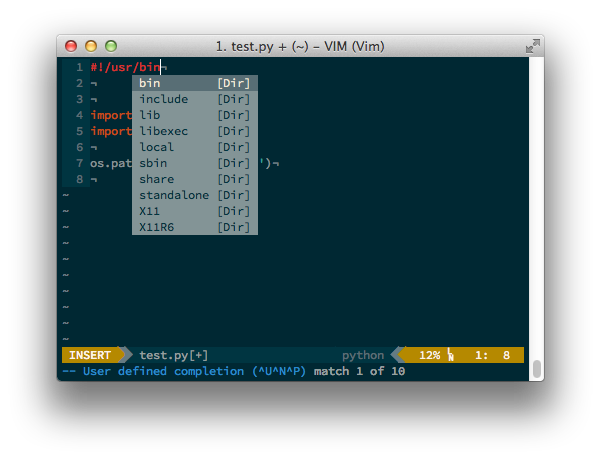 1. test.py + (~) – VIM (Vim)
1 #!/usr/bin¬
2 ¬ bin [Dir]
3 ¬ include [Dir]
4 import lib [Dir]
5 import libexec [Dir]
6 ¬ local [Dir]
7 os.pat sbin [Dir] ')¬
8 ¬ share [Dir]
~ standalone [Dir]
~ X11 [Dir]
~ X11R6 [Dir]
~
~
~
~
~
~
~
INSERT test.py[+] python 12% LN 1: 8
-- User defined completion (^U^N^P) match 1 of 10